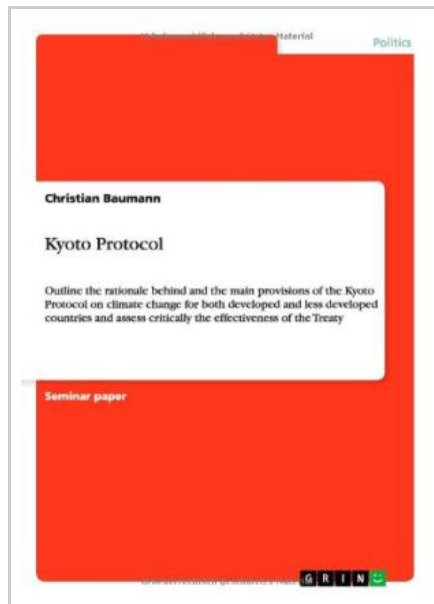 Material
Politics
Christian Baumann
Kyoto Protocol
Outline the rationale behind and the main provisions of the Kyoto
Protocol on climate change for both developed and less developed
countries and assess critically the effectiveness of the Treaty
Seminar paper
GRIN